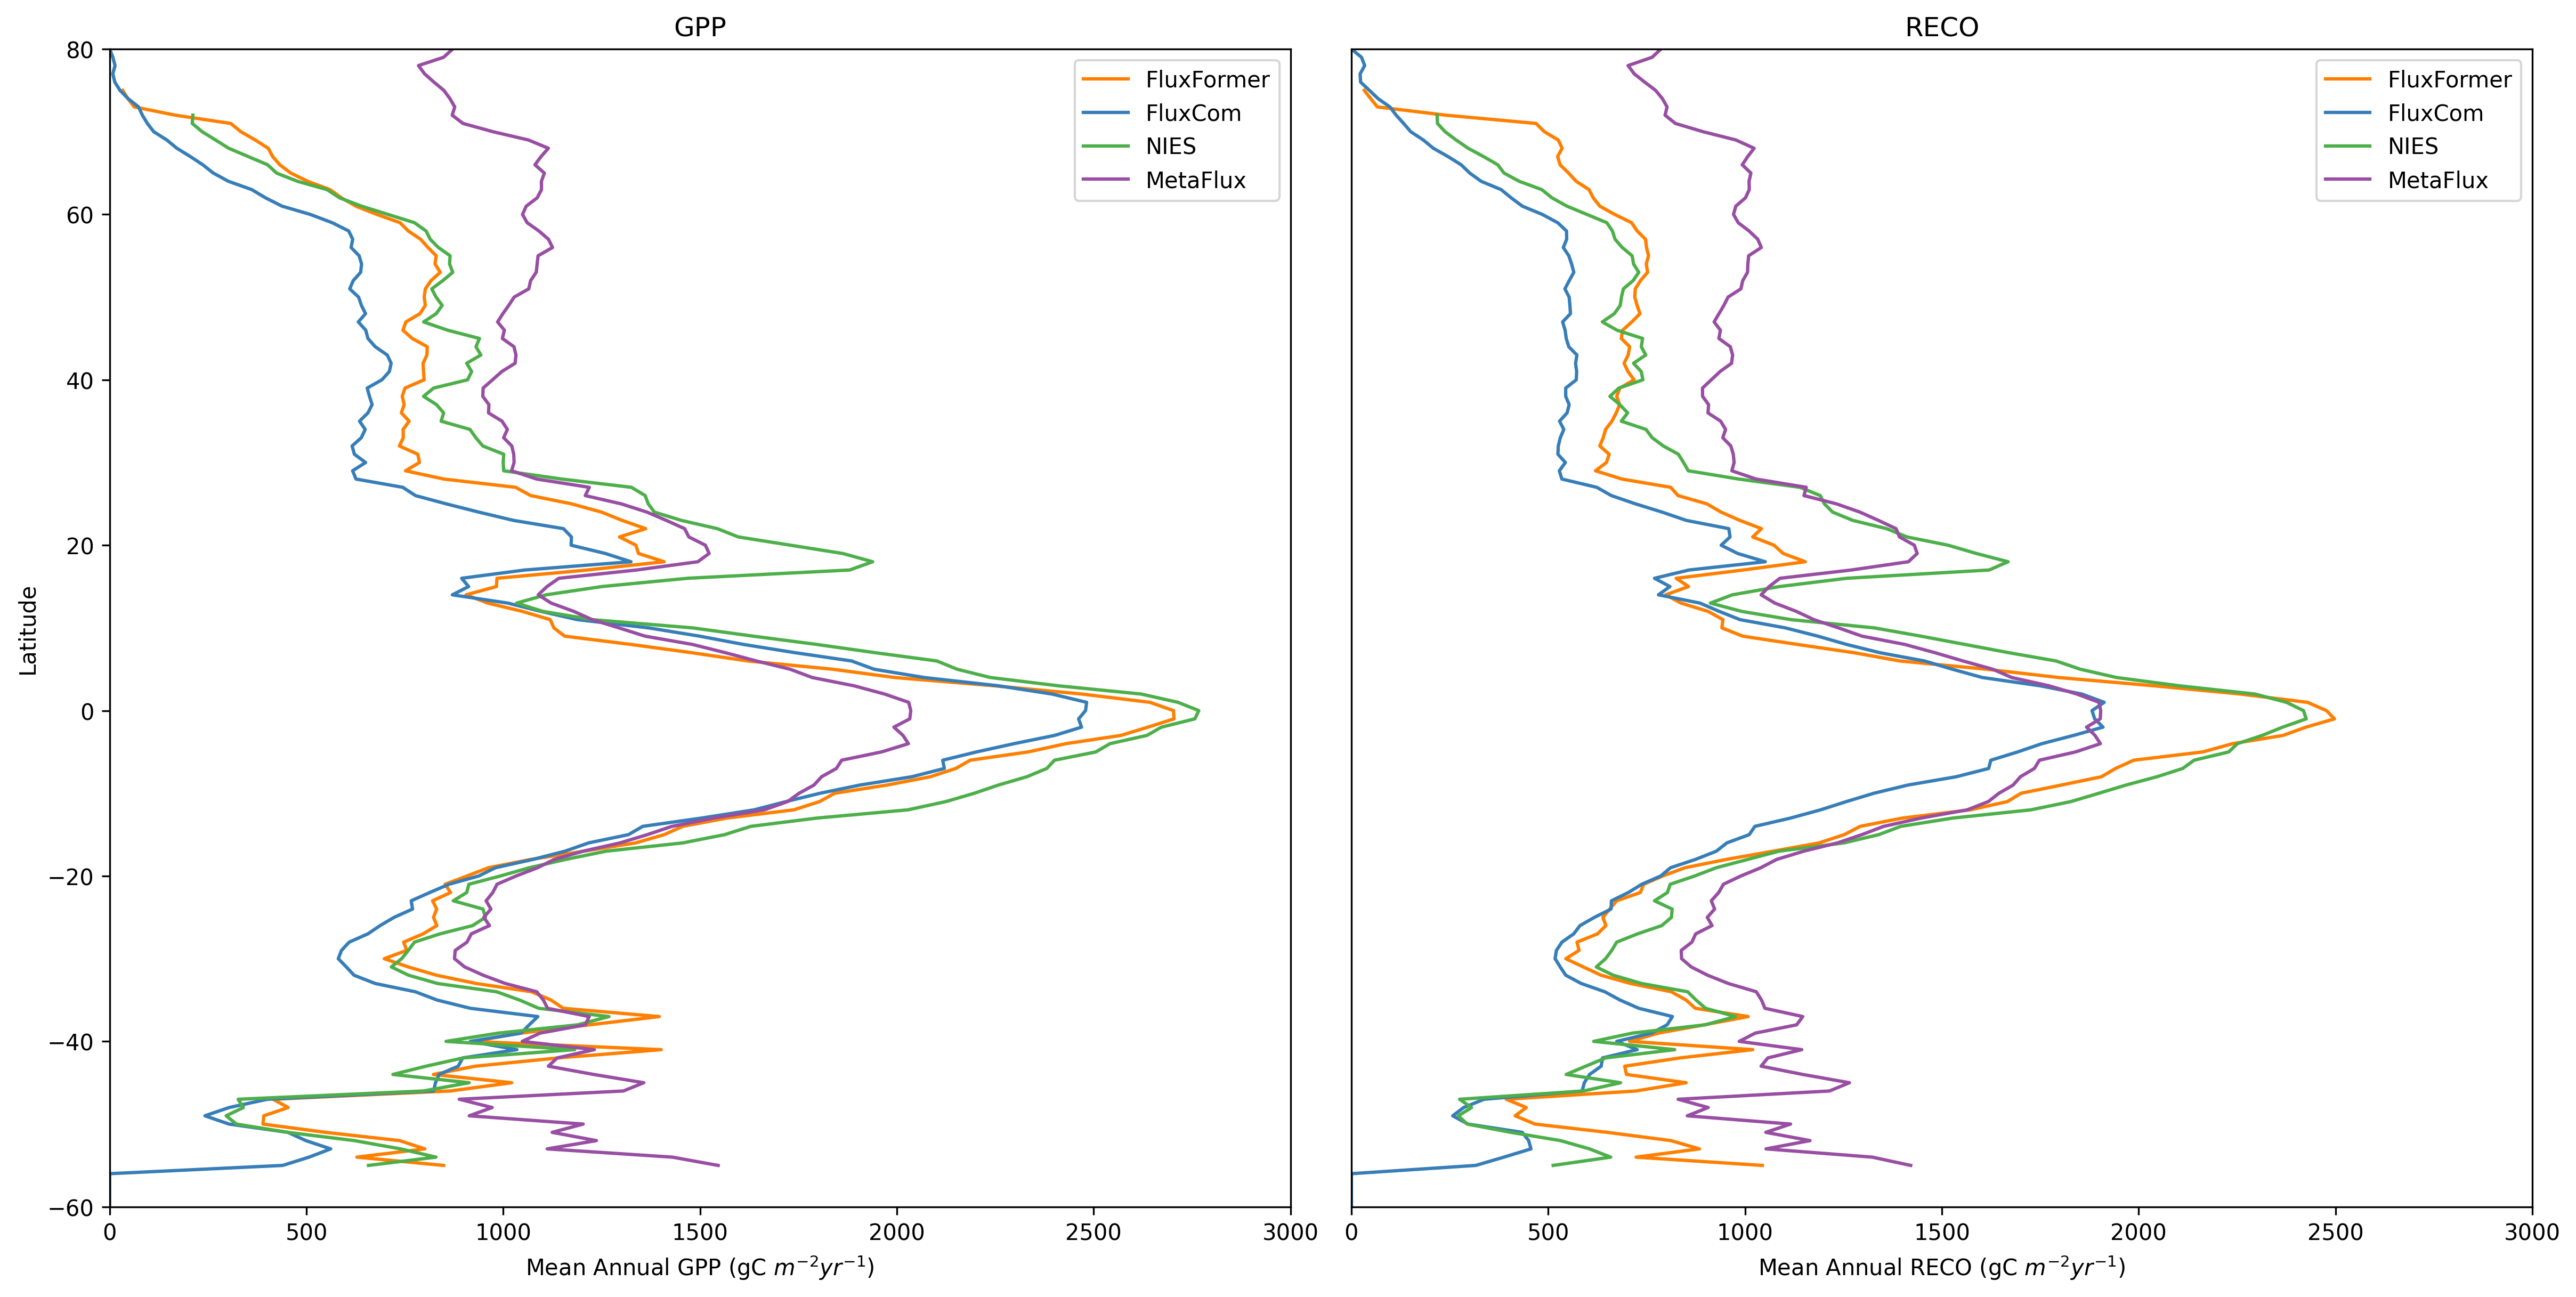 GPP
80
60
40
20
0
−20
−40
−60
Latitude
0 500 1000 1500 2000 2500 3000
Mean Annual GPP (gC m⁻²yr⁻¹)
FluxFormer
FluxCom
NIES
MetaFlux
RECO
0 500 1000 1500 2000 2500 3000
Mean Annual RECO (gC m⁻²yr⁻¹)
FluxFormer
FluxCom
NIES
MetaFlux